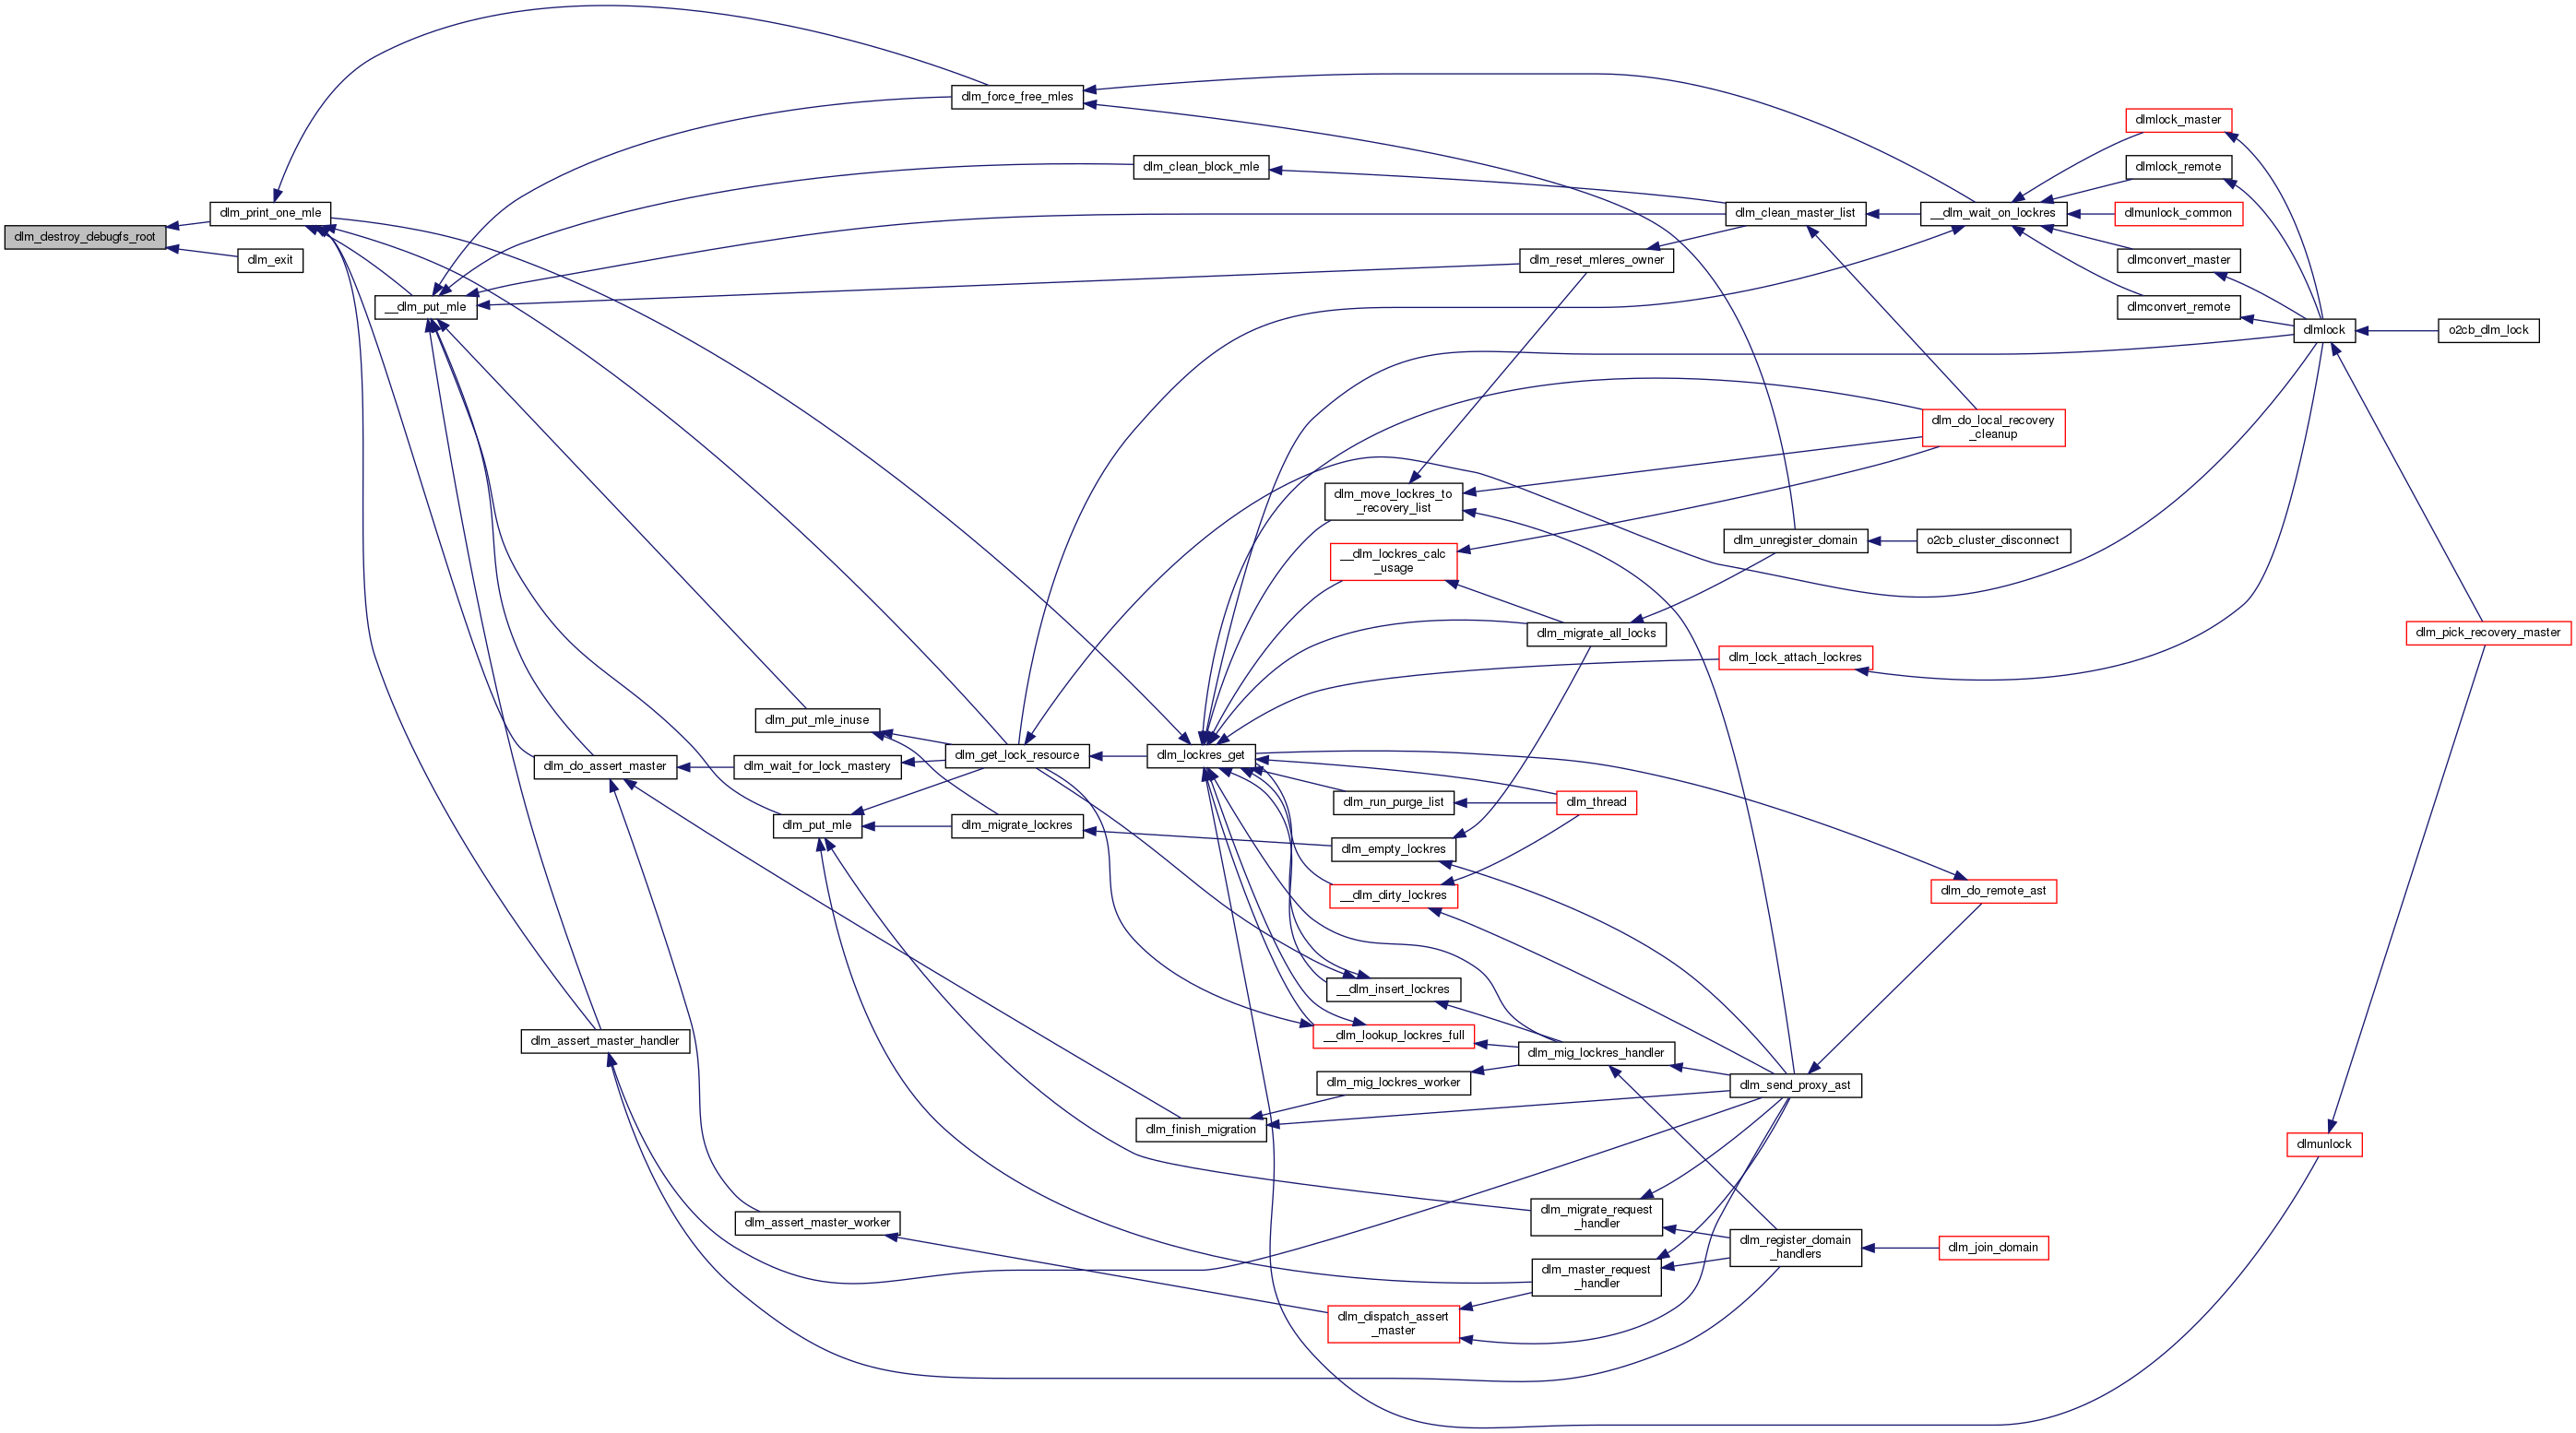 dlm_destroy_debugfs_root
dlm_print_one_mle
dlm_exit
__dlm_put_mle
dlm_force_free_mles
dlm_clean_block_mle
dlm_clean_master_list
dlm_reset_mleres_owner
__dlm_wait_on_lockres
dlmlock_master
dlmlock_remote
dlmunlock_common
dlmconvert_master
dlmconvert_remote
dlmlock
o2cb_dlm_lock
dlm_do_local_recovery
_cleanup
dlm_move_lockres_to
_recovery_list
__dlm_lockres_calc
_usage
dlm_unregister_domain
o2cb_cluster_disconnect
dlm_migrate_all_locks
dlm_lock_attach_lockres
dlm_pick_recovery_master
dlm_put_mle_inuse
dlm_do_assert_master
dlm_wait_for_lock_mastery
dlm_get_lock_resource
dlm_lockres_get
dlm_put_mle
dlm_migrate_lockres
dlm_run_purge_list
dlm_thread
dlm_empty_lockres
__dlm_dirty_lockres
dlm_do_remote_ast
__dlm_insert_lockres
__dlm_lookup_lockres_full
dlm_mig_lockres_handler
dlm_mig_lockres_worker
dlm_send_proxy_ast
dlm_assert_master_handler
dlm_finish_migration
dlmunlock
dlm_assert_master_worker
dlm_migrate_request
_handler
dlm_register_domain
_handlers
dlm_join_domain
dlm_master_request
_handler
dlm_dispatch_assert
_master